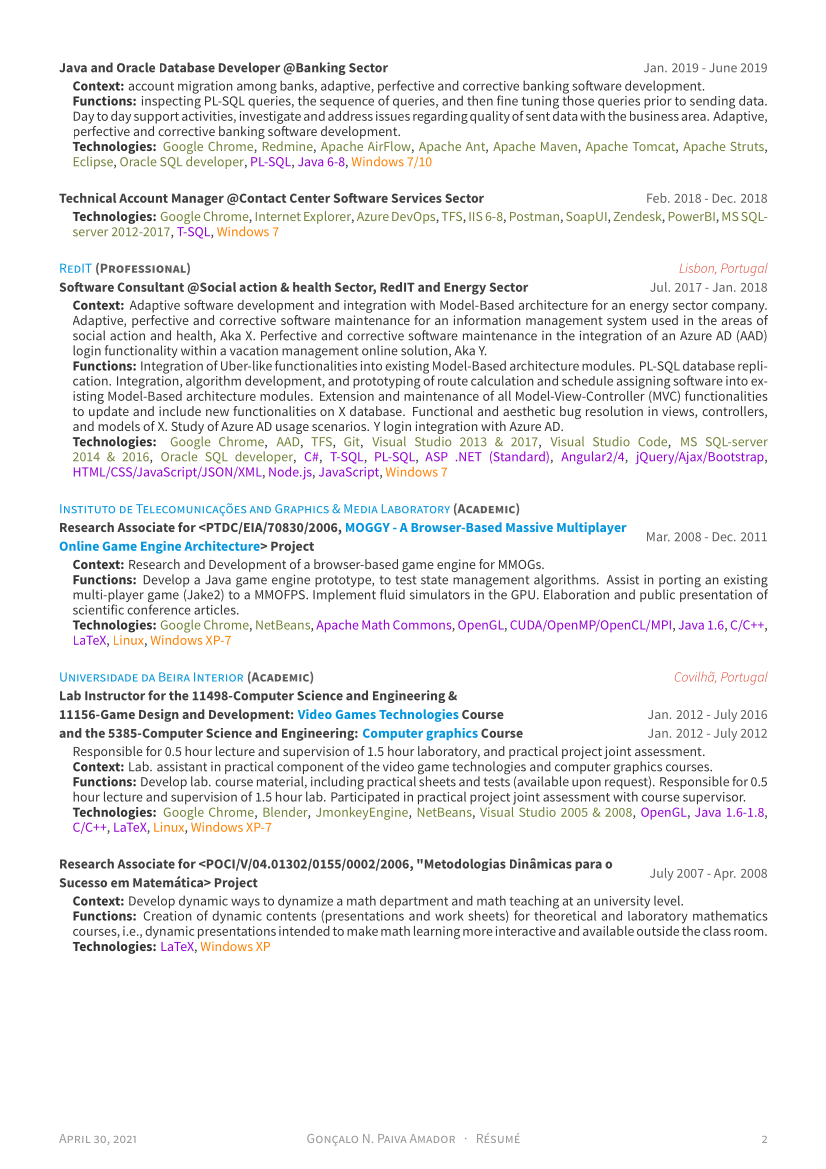 Java and Oracle Database Developer @Banking Sector Jan. 2019 - June 2019
Context: account migration among banks, adaptive, perfective and corrective banking software development.
Functions: inspecting PL-SQL queries, the sequence of queries, and then fine tuning those queries prior to sending data.
Day to day support activities, investigate and address issues regarding quality of sent data with the business area. Adaptive,
perfective and corrective banking software development.
Technologies: Google Chrome, Redmine, Apache AirFlow, Apache Ant, Apache Maven, Apache Tomcat, Apache Struts,
Eclipse, Oracle SQL developer, PL-SQL, Java 6-8, Windows 7/10
Technical Account Manager @Contact Center Software Services Sector Feb. 2018 - Dec. 2018
Technologies: Google Chrome, Internet Explorer, Azure DevOps, TFS, IIS 6-8, Postman, SoapUI, Zendesk, PowerBI, MS SQL-
server 2012-2017, T-SQL, Windows 7
RedIT (Professional) Lisbon, Portugal
Software Consultant @Social action & health Sector, RedIT and Energy Sector Jul. 2017 - Jan. 2018
Context: Adaptive software development and integration with Model-Based architecture for an energy sector company.
Adaptive, perfective and corrective software maintenance for an information management system used in the areas of
social action and health, Aka X. Perfective and corrective software maintenance in the integration of an Azure AD (AAD)
login functionality within a vacation management online solution, Aka Y.
Functions: Integration of Uber-like functionalities into existing Model-Based architecture modules. PL-SQL database repli-
cation. Integration, algorithm development, and prototyping of route calculation and schedule assigning software into ex-
isting Model-Based architecture modules. Extension and maintenance of all Model-View-Controller (MVC) functionalities
to update and include new functionalities on X database. Functional and aesthetic bug resolution in views, controllers,
and models of X. Study of Azure AD usage scenarios. Y login integration with Azure AD.
Technologies: Google Chrome, AAD, TFS, Git, Visual Studio 2013 & 2017, Visual Studio Code, MS SQL-server
2014 & 2016, Oracle SQL developer, C#, T-SQL, PL-SQL, ASP .NET (Standard), Angular2/4, jQuery/Ajax/Bootstrap,
HTML/CSS/JavaScript/JSON/XML, Node.js, JavaScript, Windows 7
Instituto de Telecomunicações and Graphics & Media Laboratory (Academic)
Research Associate for <PTDC/EIA/70830/2006, MOGGY - A Browser-Based Massive Multiplayer
Online Game Engine Architecture> Project Mar. 2008 - Dec. 2011
Context: Research and Development of a browser-based game engine for MMOGs.
Functions: Develop a Java game engine prototype, to test state management algorithms. Assist in porting an existing
multi-player game (Jake2) to a MMOFPS. Implement fluid simulators in the GPU. Elaboration and public presentation of
scientific conference articles.
Technologies: Google Chrome, NetBeans, Apache Math Commons, OpenGL, CUDA/OpenMP/OpenCL/MPI, Java 1.6, C/C++,
LaTeX, Linux, Windows XP-7
Universidade da Beira Interior (Academic) Covilhã, Portugal
Lab Instructor for the 11498-Computer Science and Engineering &
11156-Game Design and Development: Video Games Technologies Course Jan. 2012 - July 2016
and the 5385-Computer Science and Engineering: Computer graphics Course Jan. 2012 - July 2012
Responsible for 0.5 hour lecture and supervision of 1.5 hour laboratory, and practical project joint assessment.
Context: Lab. assistant in practical component of the video game technologies and computer graphics courses.
Functions: Develop lab. course material, including practical sheets and tests (available upon request). Responsible for 0.5
hour lecture and supervision of 1.5 hour lab. Participated in practical project joint assessment with course supervisor.
Technologies: Google Chrome, Blender, JmonkeyEngine, NetBeans, Visual Studio 2005 & 2008, OpenGL, Java 1.6-1.8,
C/C++, LaTeX, Linux, Windows XP-7
Research Associate for <POCI/V/04.01302/0155/0002/2006, "Metodologias Dinâmicas para o
Sucesso em Matemática> Project July 2007 - Apr. 2008
Context: Develop dynamic ways to dynamize a math department and math teaching at an university level.
Functions: Creation of dynamic contents (presentations and work sheets) for theoretical and laboratory mathematics
courses, i.e., dynamic presentations intended to make math learning more interactive and available outside the class room.
Technologies: LaTeX, Windows XP
April 30, 2021 Gonçalo N. Paiva Amador · Résumé 2